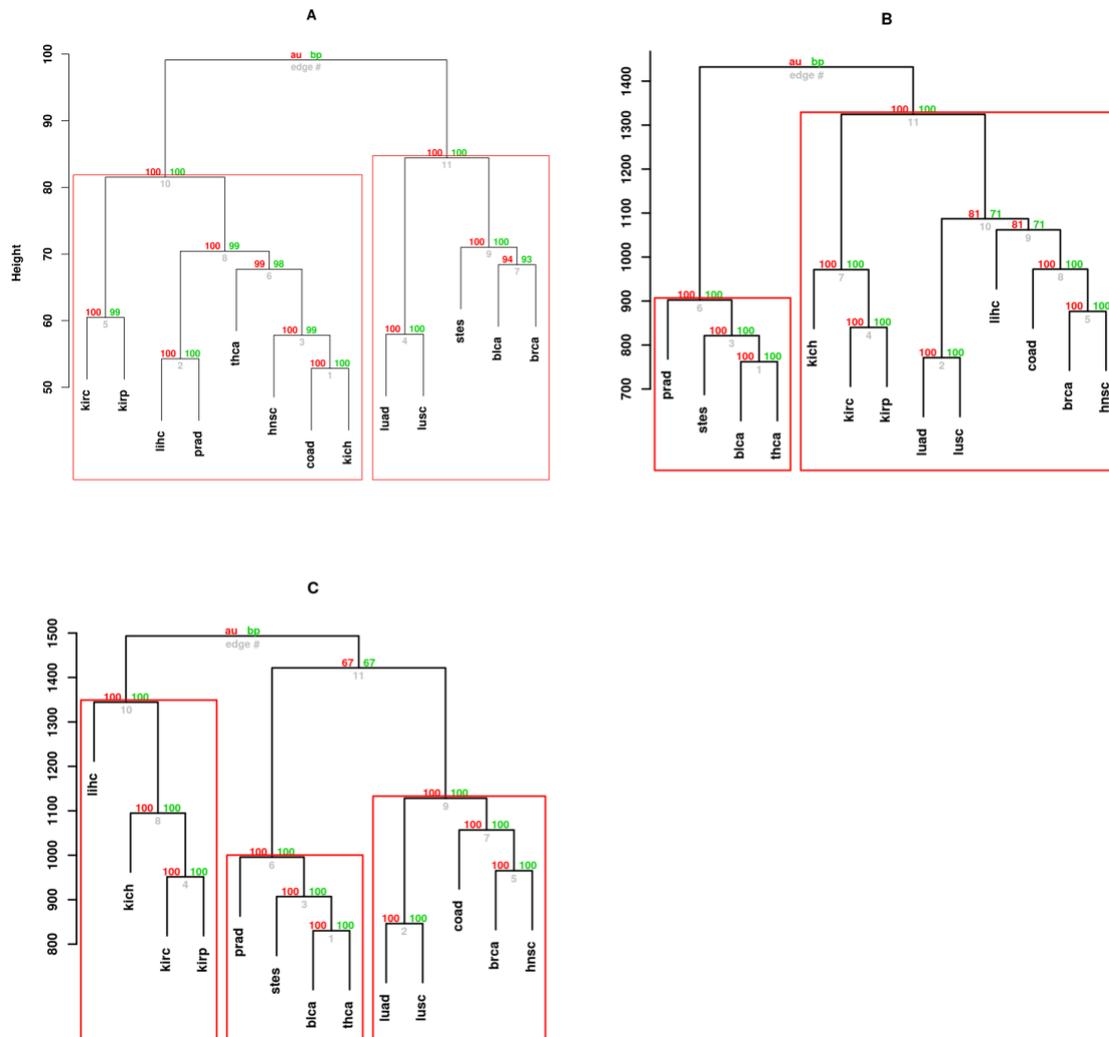 A
Height
100
90
80
70
60
50
au bp
edge #
100 100
10
100 100
11
100 99
8
99 98
6
100 100
9
94 93
7
100 99
5
100 100
2
100 99
3
100 100
1
100 100
4
kirc
kirp
lihc
prad
thca
hnsc
coad
kich
luad
lusc
stes
blca
brca
B
1400
1300
1200
1100
1000
900
800
700
au bp
edge #
100 100
11
81 71
10
81 71
9
100 100
7
100 100
8
100 100
6
100 100
3
100 100
1
100 100
4
100 100
2
100 100
5
prad
stes
blca
thca
kich
kirc
kirp
luad
lusc
lihc
coad
brca
hnsc
C
1500
1400
1300
1200
1100
1000
900
800
au bp
edge #
67 67
11
100 100
10
100 100
8
100 100
4
100 100
6
100 100
3
100 100
1
100 100
9
100 100
7
100 100
5
100 100
2
lihc
kich
kirc
kirp
prad
stes
blca
thca
luad
lusc
coad
brca
hnsc